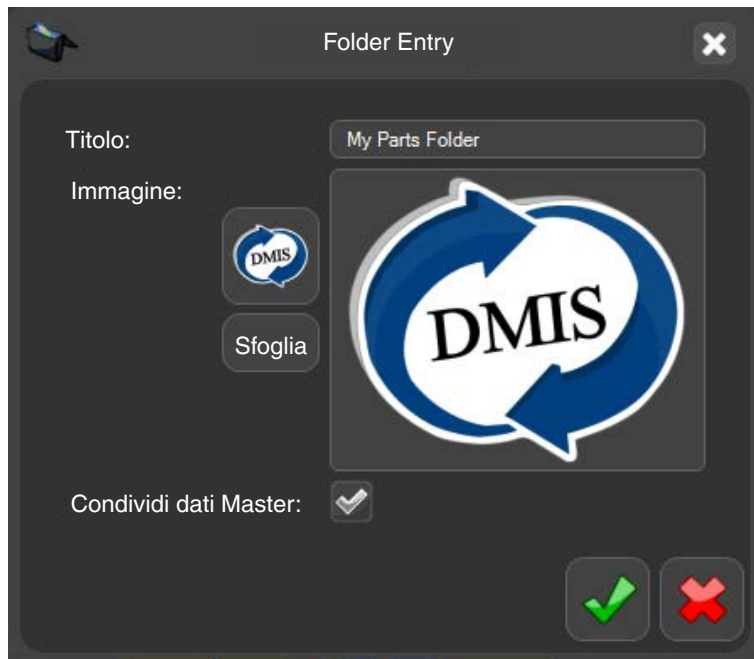 Folder Entry
Titolo:
My Parts Folder
Immagine:
DMIS
DMIS
Sfoglia
Condividi dati Master: